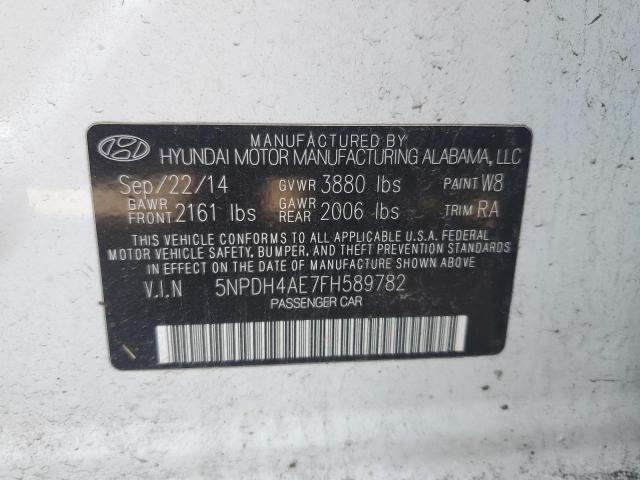 MANUFACTURED BY
HYUNDAI MOTOR MANUFACTURING ALABAMA, LLC
Sep/22/14 GVWR 3880 lbs PAINT W8
GAWR FRONT 2161 lbs GAWR REAR 2006 lbs TRIM RA
THIS VEHICLE CONFORMS TO ALL APPLICABLE U.S.A. FEDERAL
MOTOR VEHICLE SAFETY, BUMPER, AND THEFT PREVENTION STANDARDS
IN EFFECT ON THE DATE OF MANUFACTURE SHOWN ABOVE.
V.I.N 5NPDH4AE7FH589782
PASSENGER CAR